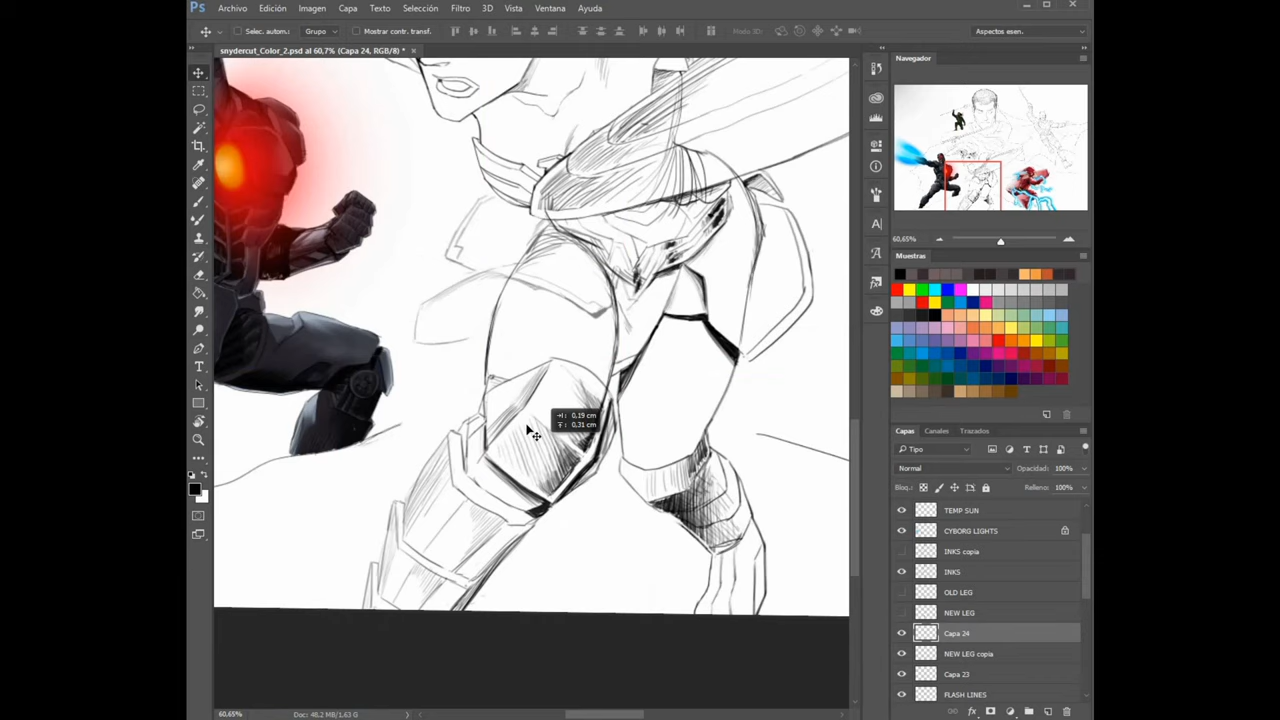 Ps Archivo Edición Imagen Capa Texto Selección Filtro 3D Vista Ventana Ayuda
Autom.: Grupo Mostrar contr. transf. Modo 3D: Aspectos esen.
snydercut_Color_2.psd al 60,7% (Capa 24, RGB/8) *
Navegador
60,65%
Muestras
Capas Canales Trazados
Tipo
Normal Opacidad: 100%
Bloq.: Relleno: 100%
TEMP SUN
CYBORG LIGHTS
INKS copia
INKS
OLD LEG
NEW LEG
Capa 24
NEW LEG copia
Capa 23
FLASH LINES
0,19 cm
0,31 cm
60,65% Doc: 48,2 MB/1,63 G